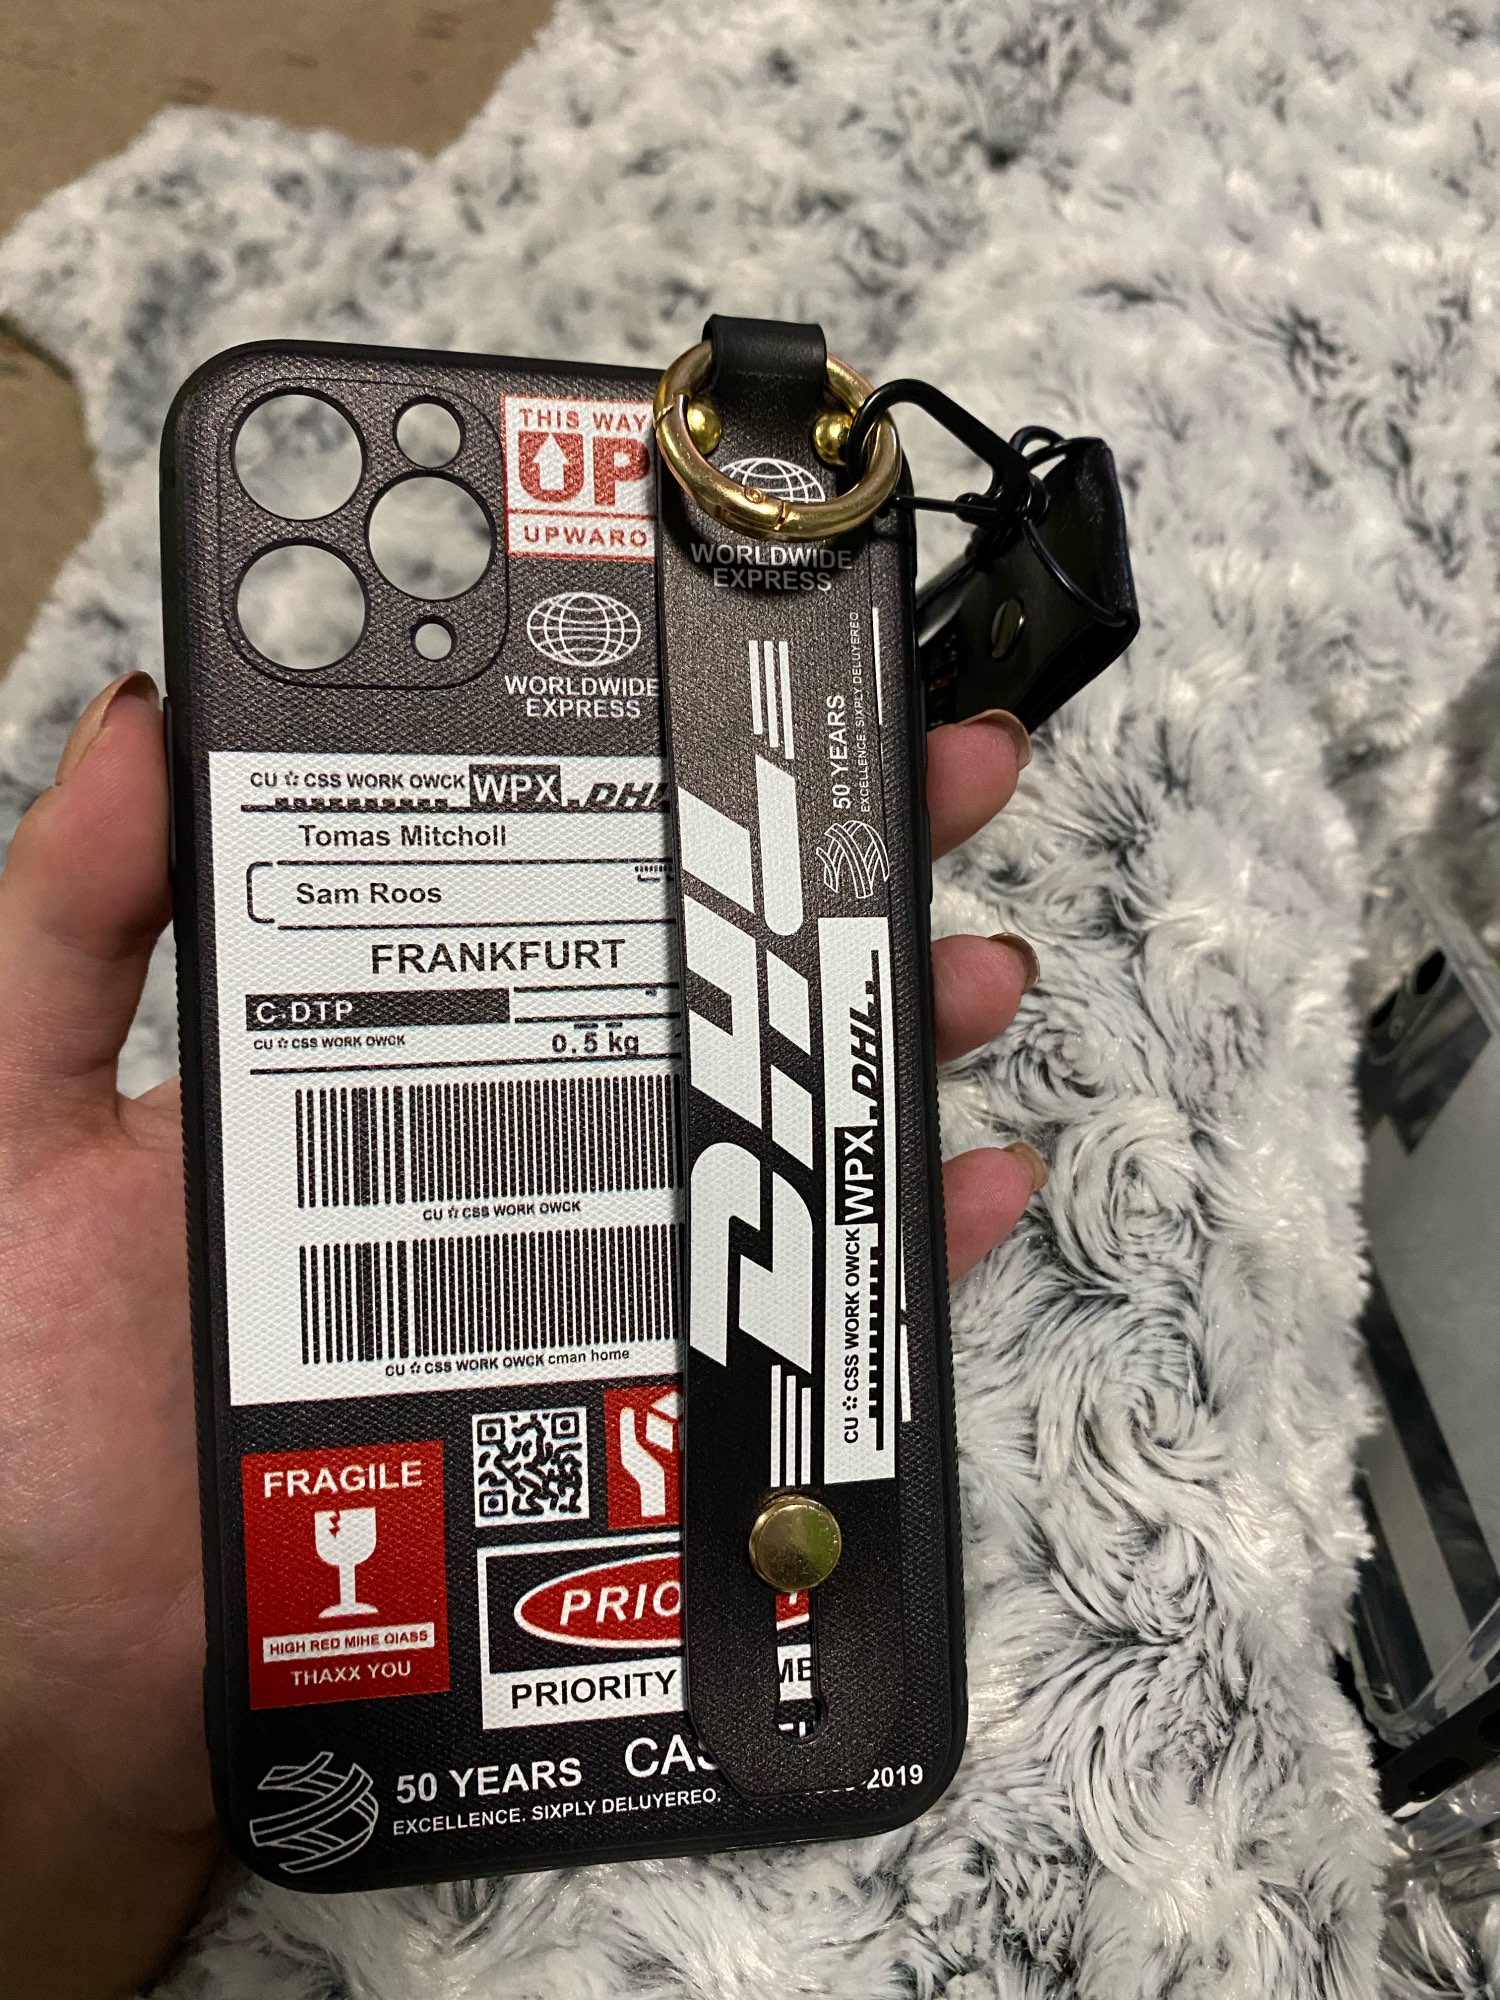 THIS WAY
UP
UPWARO
WORLDWIDE
EXPRESS
CU CSS WORK OWCK WPX DHL
Tomas Mitcholl
Sam Roos
FRANKFURT
C-DTP
CU CSS WORK OWCK
0.5 kg
CU CSS WORK OWCK
CU CSS WORK OWCK cman home
FRAGILE
HIGH RED MIHE OIASS
THAXX YOU
PRIO
PRIORITY
ME
50 YEARS
CAS
EXCELLENCE. SIXPLY DELUYEREO.
2019
WORLDWIDE
EXPRESS
DHL
50 YEARS
EXCELLENCE. SIXPLY DELUYEREO
CU CSS WORK OWCK WPX DHL